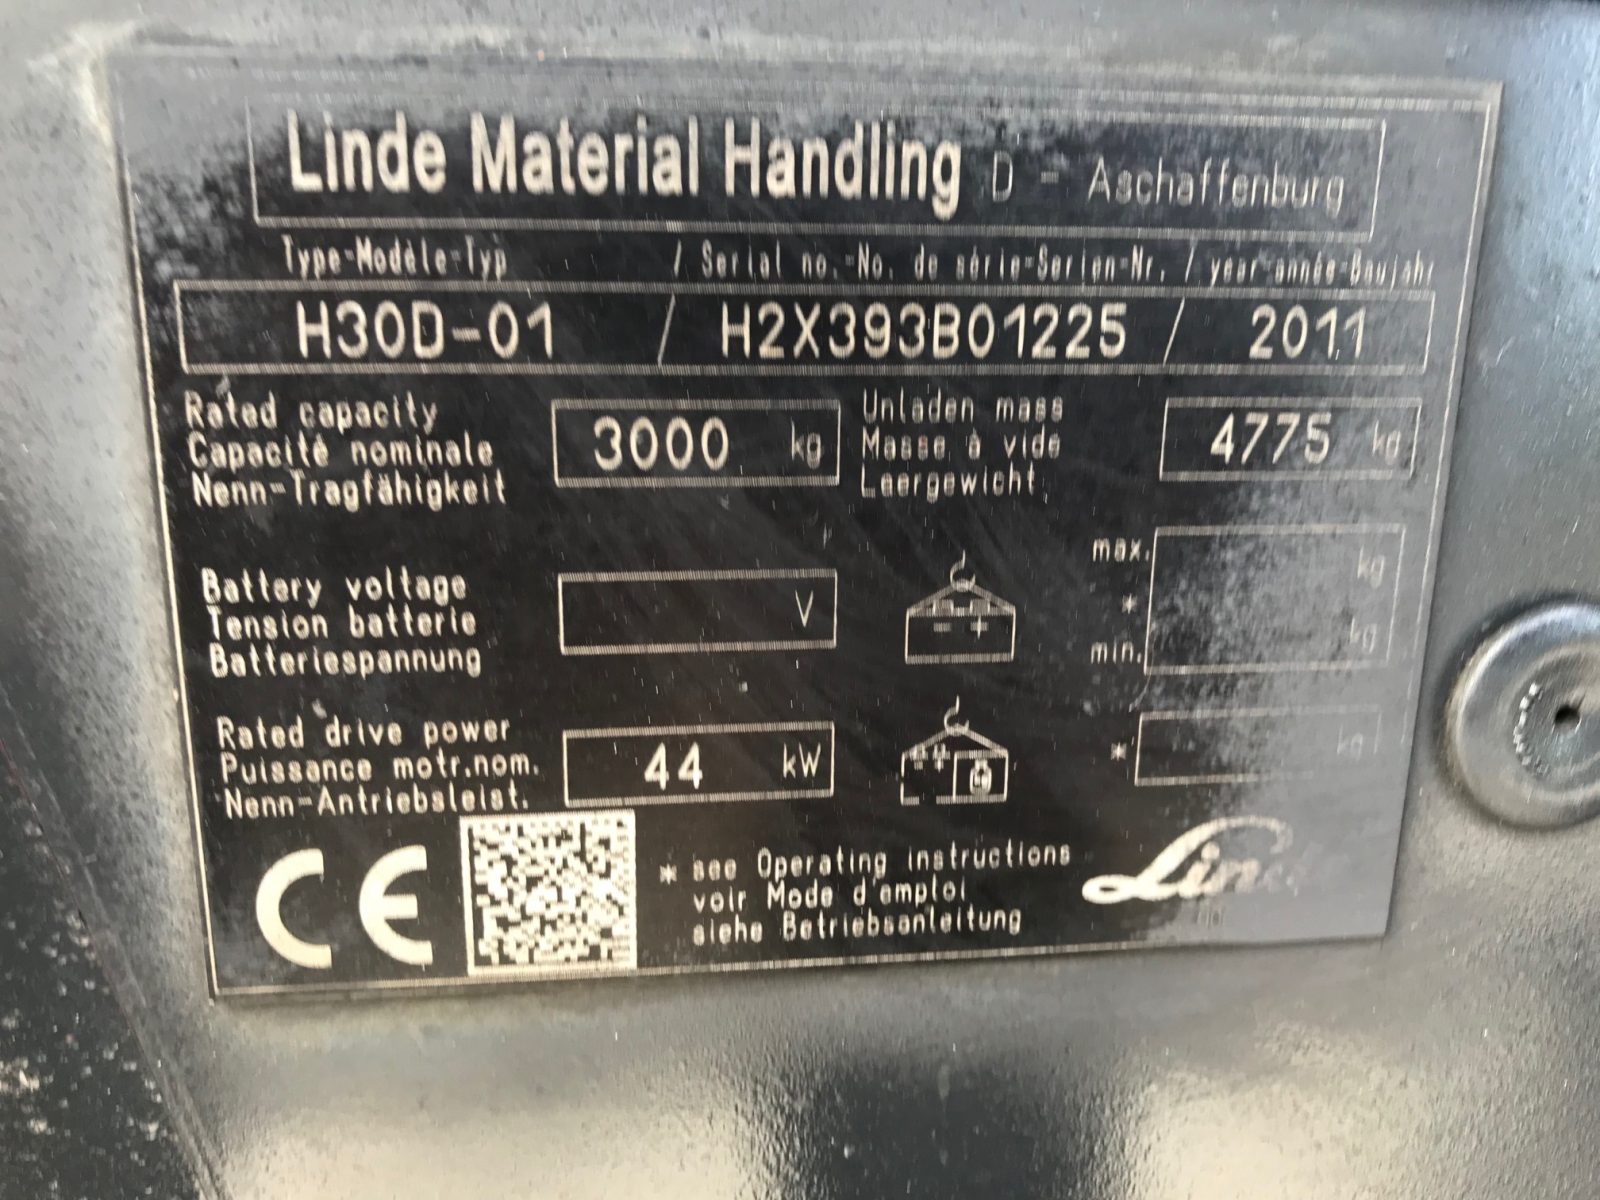 Linde Material Handling D - Aschaffenburg
Type-Modèle-Typ / Serial no.-No. de série-Serien-Nr. / year-année-Baujahr
H30D-01 / H2X393B01225 / 2011
Rated capacity
Capacité nominale
Nenn-Tragfähigkeit
3000 kg
Unladen mass
Masse à vide
Leergewicht
4775 kg
Battery voltage
Tension batterie
Batteriespannung
V
- +
max. kg
*
min. kg
Rated drive power
Puissance motr.nom.
Nenn-Antriebsleist.
44 kW
* kg
CE
* see Operating instructions
voir Mode d'emploi
siehe Betriebsanleitung
Linde